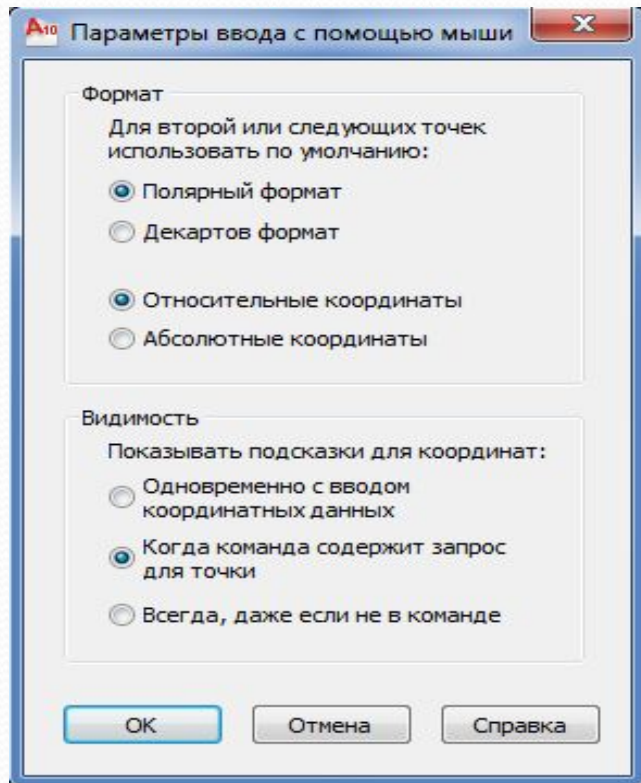 A10 Параметры ввода с помощью мыши
Формат
Для второй или следующих точек
использовать по умолчанию:
Полярный формат
Декартов формат
Относительные координаты
Абсолютные координаты
Видимость
Показывать подсказки для координат:
Одновременно с вводом
координатных данных
Когда команда содержит запрос
для точки
Всегда, даже если не в команде
ОК
Отмена
Справка